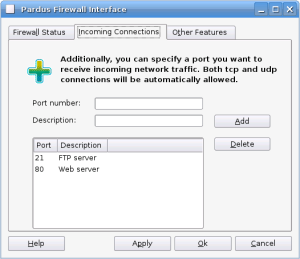 Pardus Firewall Interface
Firewall Status Incoming Connections Other Features
Additionally, you can specify a port you want to
receive incoming network traffic. Both tcp and udp
connections will be automatically allowed.
Port number:
Description: Add
Port Description Delete
21 FTP server
80 Web server
Help Apply Ok Cancel